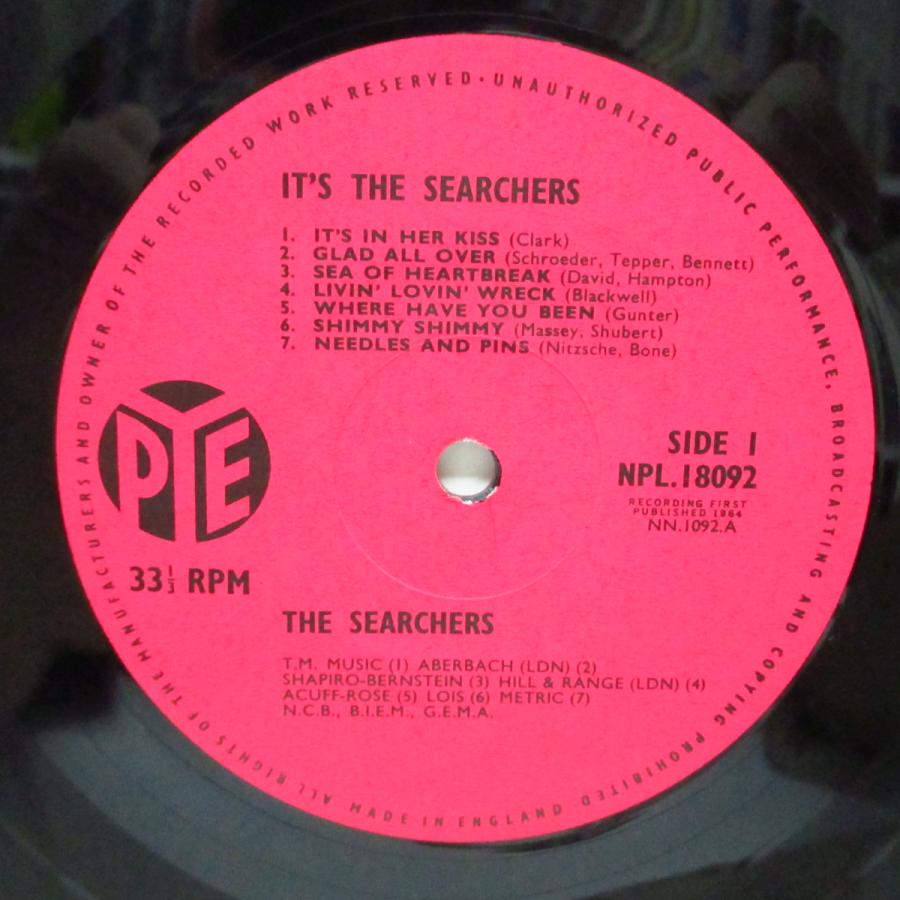 ALL RIGHTS OF THE MANUFACTURERS AND OWNER OF THE RECORDED WORK RESERVED · UNAUTHORIZED PUBLIC PERFORMANCE, BROADCASTING AND COPYING PROHIBITED
IT'S THE SEARCHERS
1. IT'S IN HER KISS (Clark)
2. GLAD ALL OVER (Schroeder, Tepper, Bennett)
3. SEA OF HEARTBREAK (David, Hampton)
4. LIVIN' LOVIN' WRECK (Blackwell)
5. WHERE HAVE YOU BEEN (Gunter)
6. SHIMMY SHIMMY (Massey, Shubert)
7. NEEDLES AND PINS (Nitzsche, Bone)
PYE
33⅓ RPM
SIDE 1
NPL.18092
RECORDING FIRST
PUBLISHED 1964
NN.1092.A
THE SEARCHERS
T.M. MUSIC (1) ABERBACH (LDN) (2)
SHAPIRO-BERNSTEIN (3) HILL & RANGE (LDN) (4)
ACUFF-ROSE (5) LOIS (6) METRIC (7)
N.C.B., B.I.E.M., G.E.M.A.
MADE IN ENGLAND